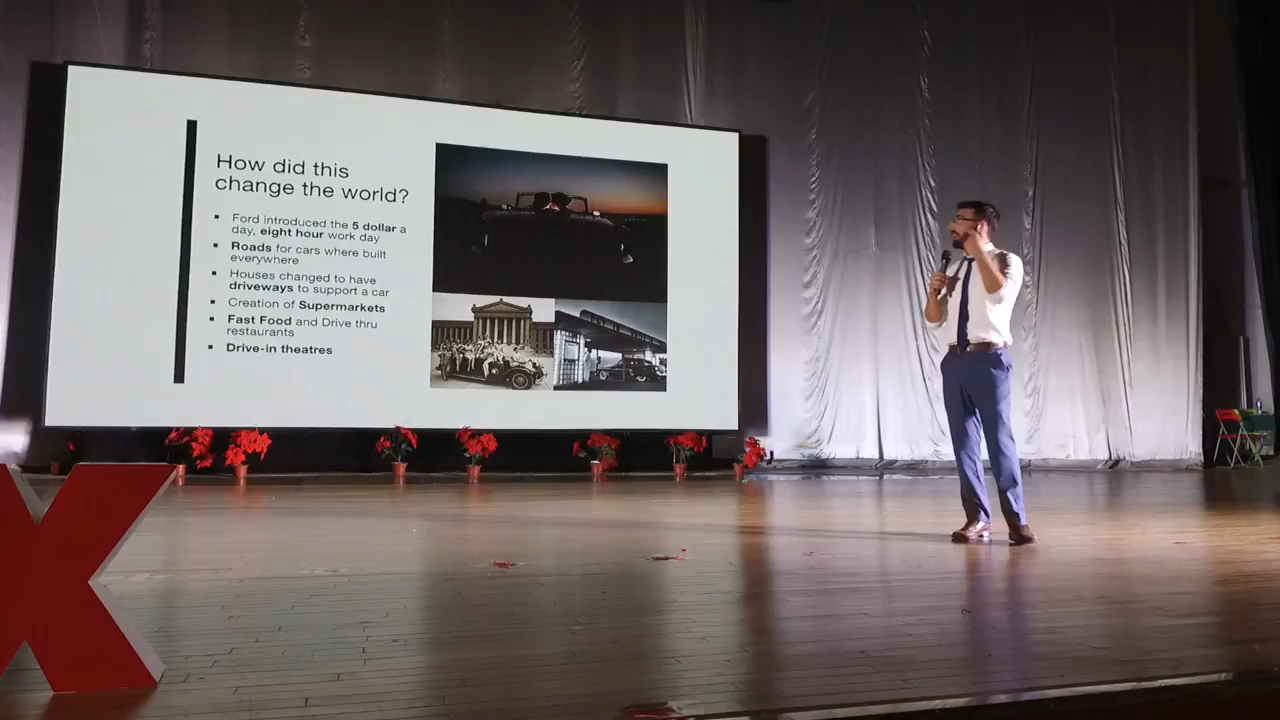 How did this
change the world?
▪ Ford introduced the 5 dollar a
day, eight hour work day
▪ Roads for cars where built
everywhere
▪ Houses changed to have
driveways to support a car
▪ Creation of Supermarkets
▪ Fast Food and Drive thru
restaurants
▪ Drive-in theatres
X